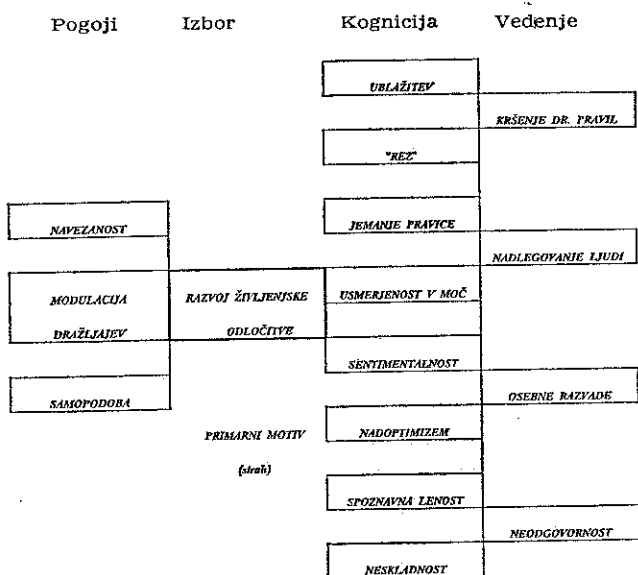 Pogoji Izbor Kognicija Vedenje
UBLAŽITEV
KRŠENJE DR. PRAVIL
"REZ"
JEMANJE PRAVICE
NAVEZANOST
NADLEGOVANJE LJUDI
MODULACIJA RAZVOJ ŽIVLJENJSKE USMERJENOST V MOČ
DRAŽLJAJEV ODLOČITVE
SENTIMENTALNOST
SAMOPODOBA OSEBNE RAZVADE
PRIMARNI MOTIV NADOPTIMIZEM
(strah)
SPOZNAVNA LENOST
NEODGOVORNOST
NESKLADNOST